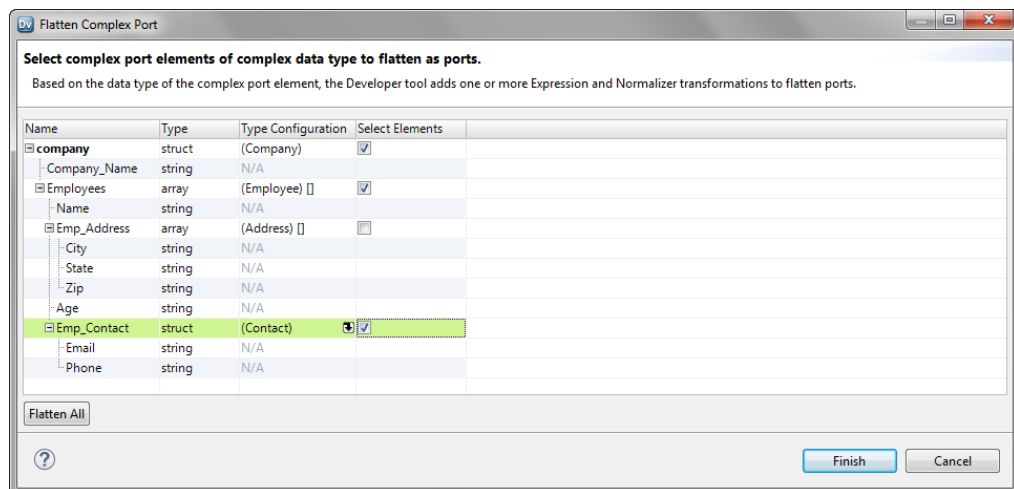 Dv Flatten Complex Port
Select complex port elements of complex data type to flatten as ports.
Based on the data type of the complex port element, the Developer tool adds one or more Expression and Normalizer transformations to flatten ports.
Name Type Type Configuration Select Elements
company struct (Company)
Company_Name string N/A
Employees array (Employee) []
Name string N/A
Emp_Address array (Address) []
City string N/A
State string N/A
Zip string N/A
Age string N/A
Emp_Contact struct (Contact)
Email string N/A
Phone string N/A
Flatten All
? Finish Cancel